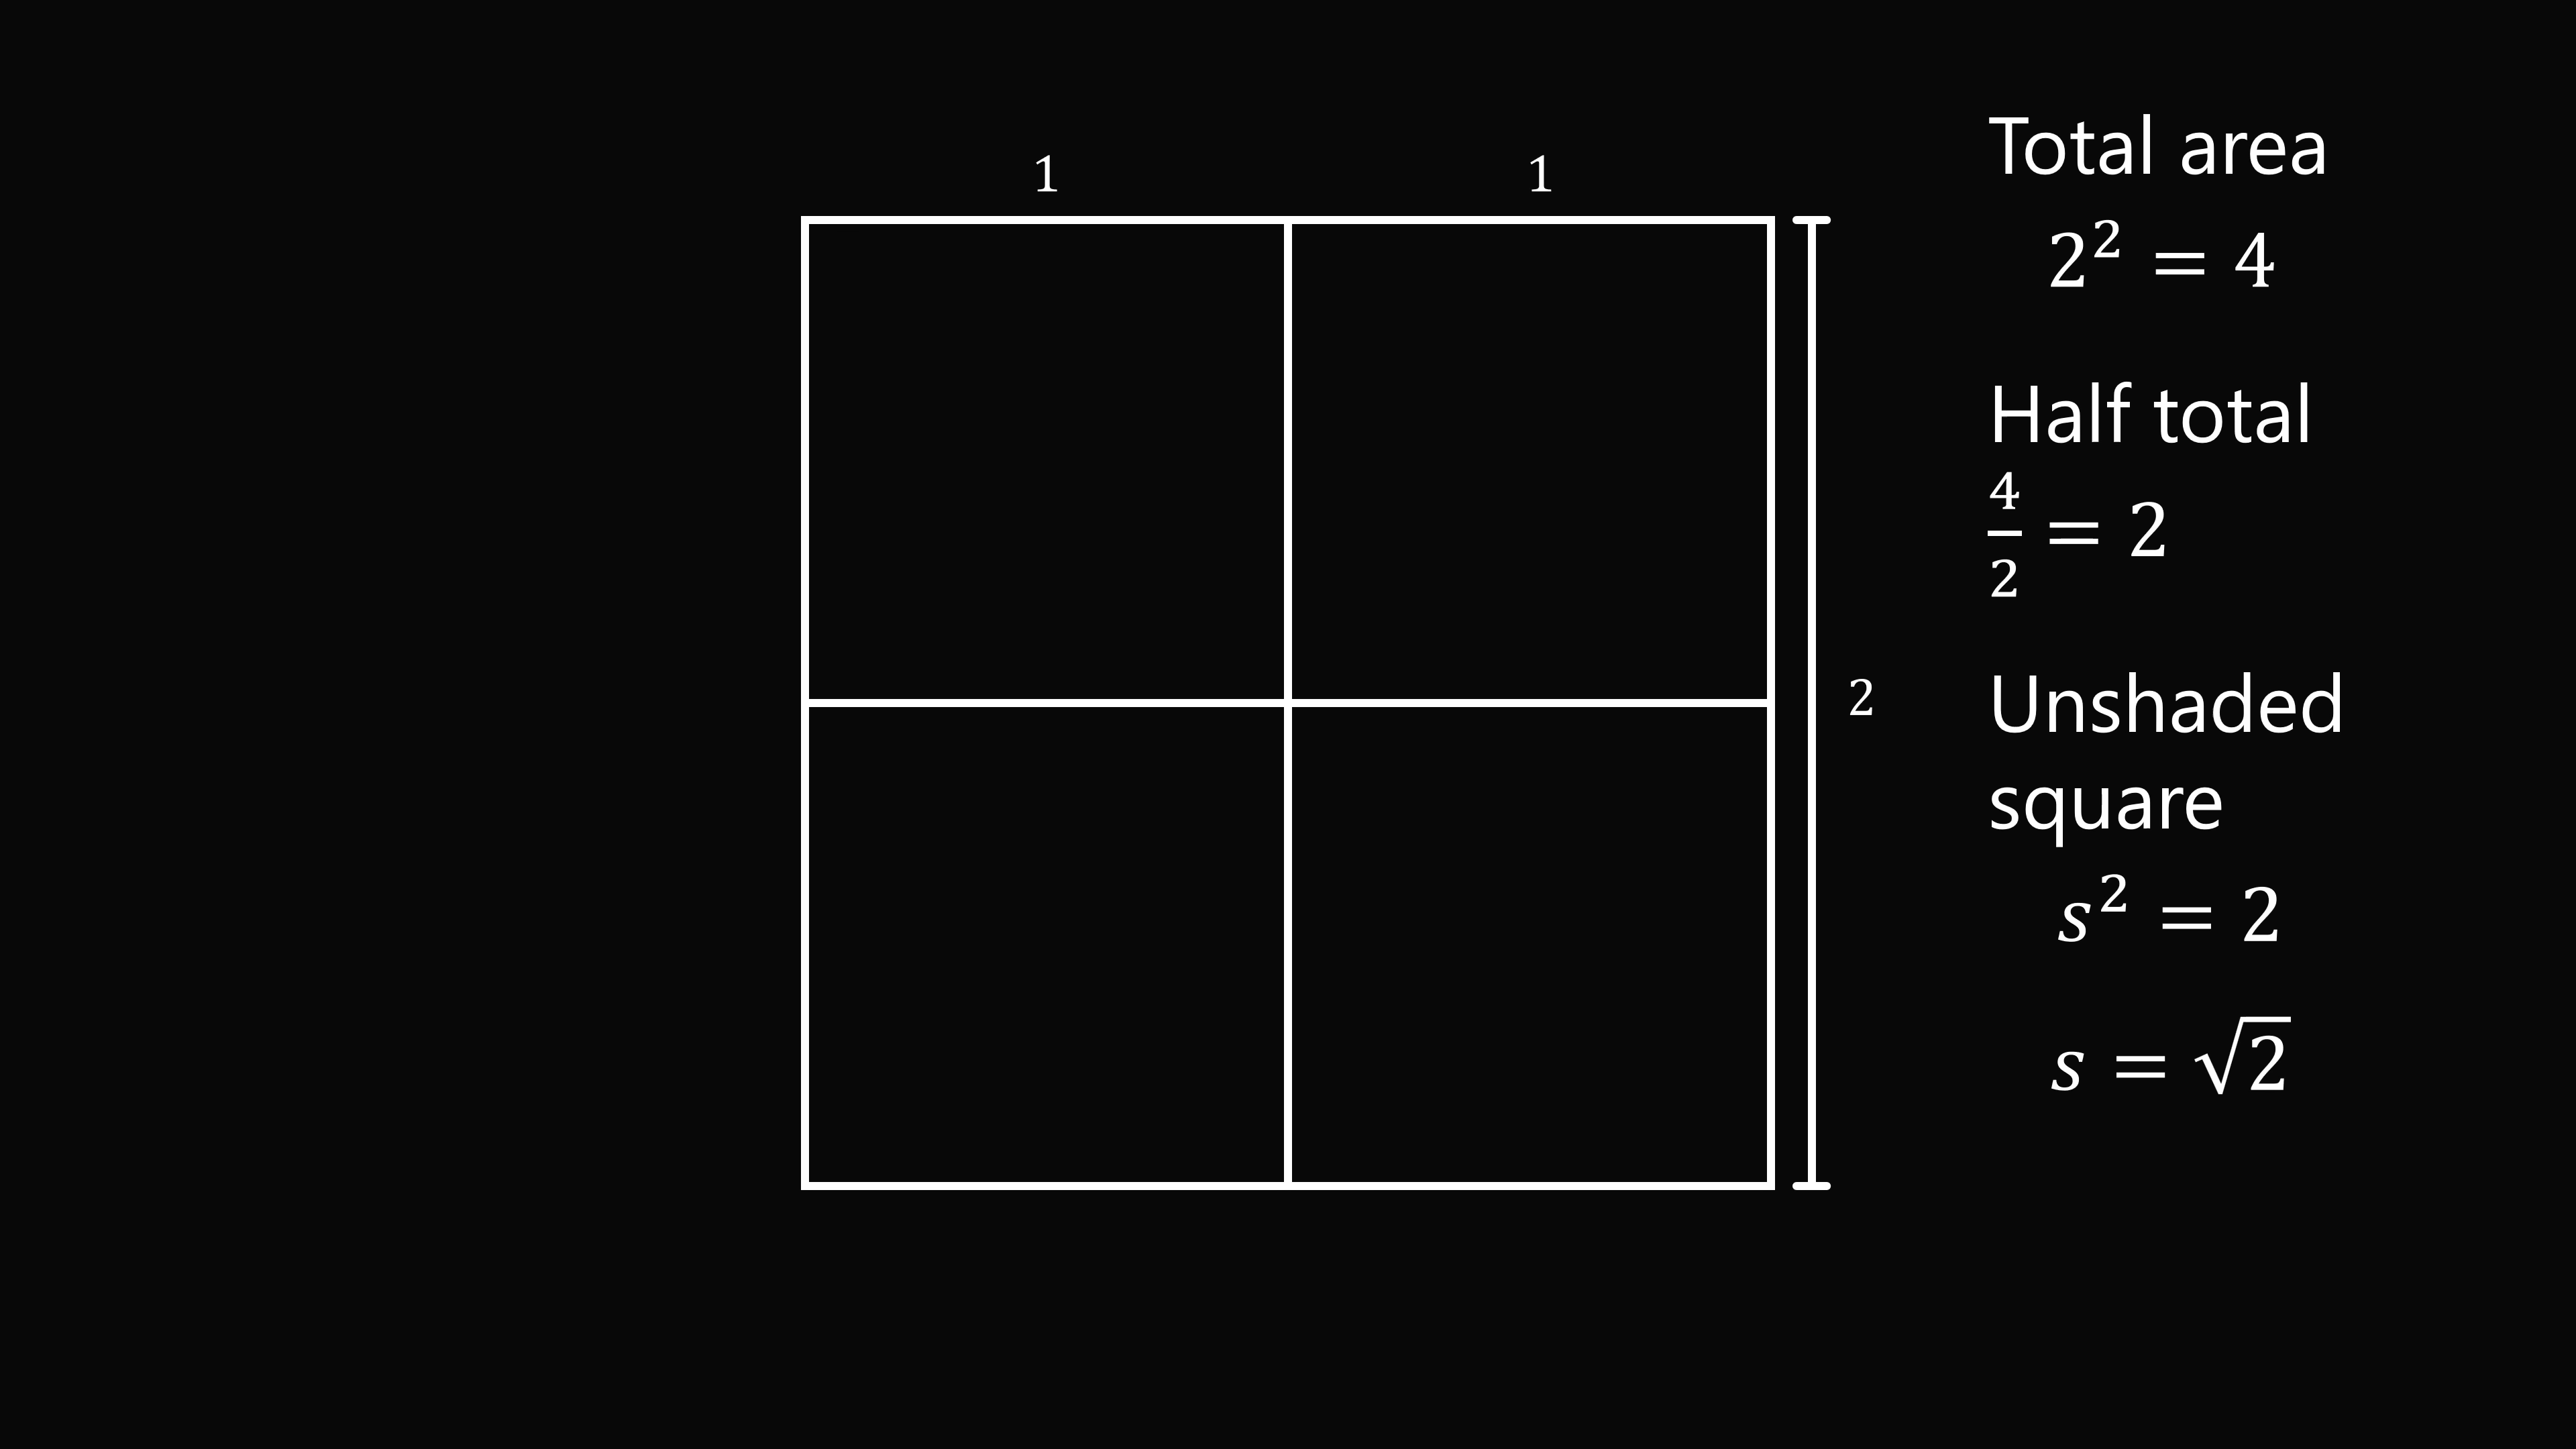 1 1
2
Total area
2² = 4
Half total
4/2 = 2
Unshaded
square
s² = 2
s = √2